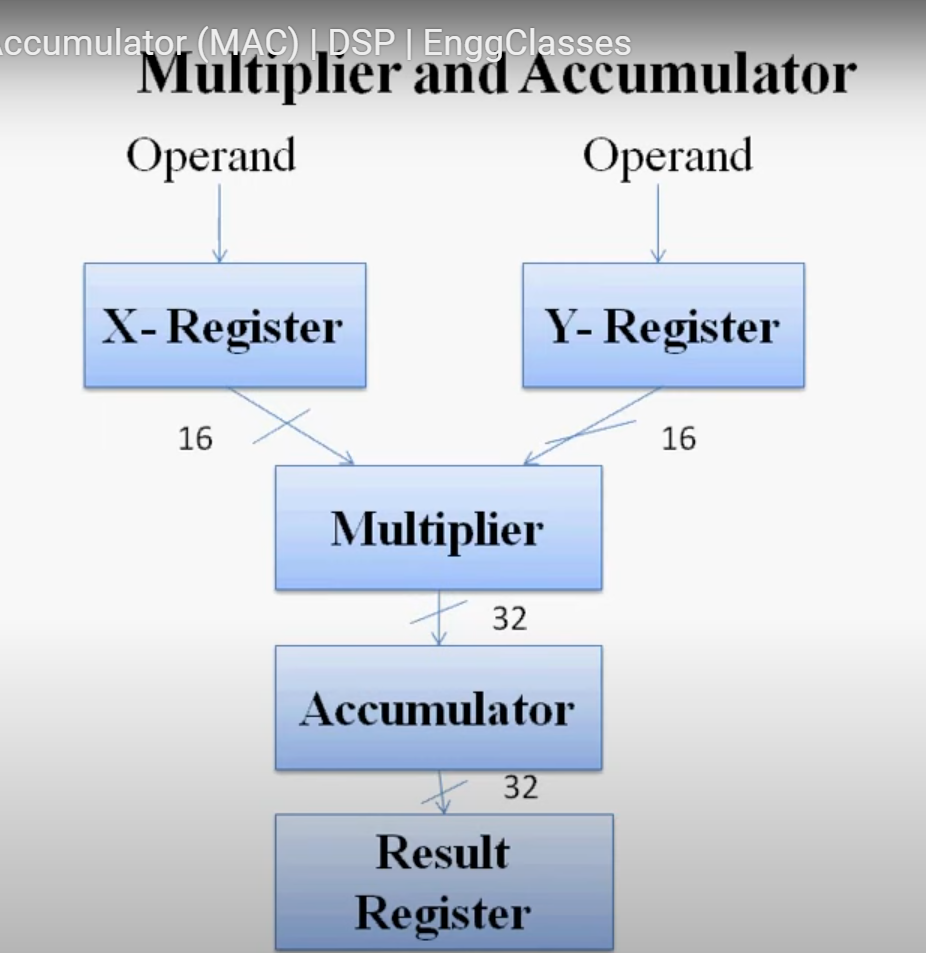 ccumulator (MAC) | DSP | EnggClasses
Multiplier and Accumulator
Operand
Operand
X- Register
Y- Register
16
16
Multiplier
32
Accumulator
32
Result
Register